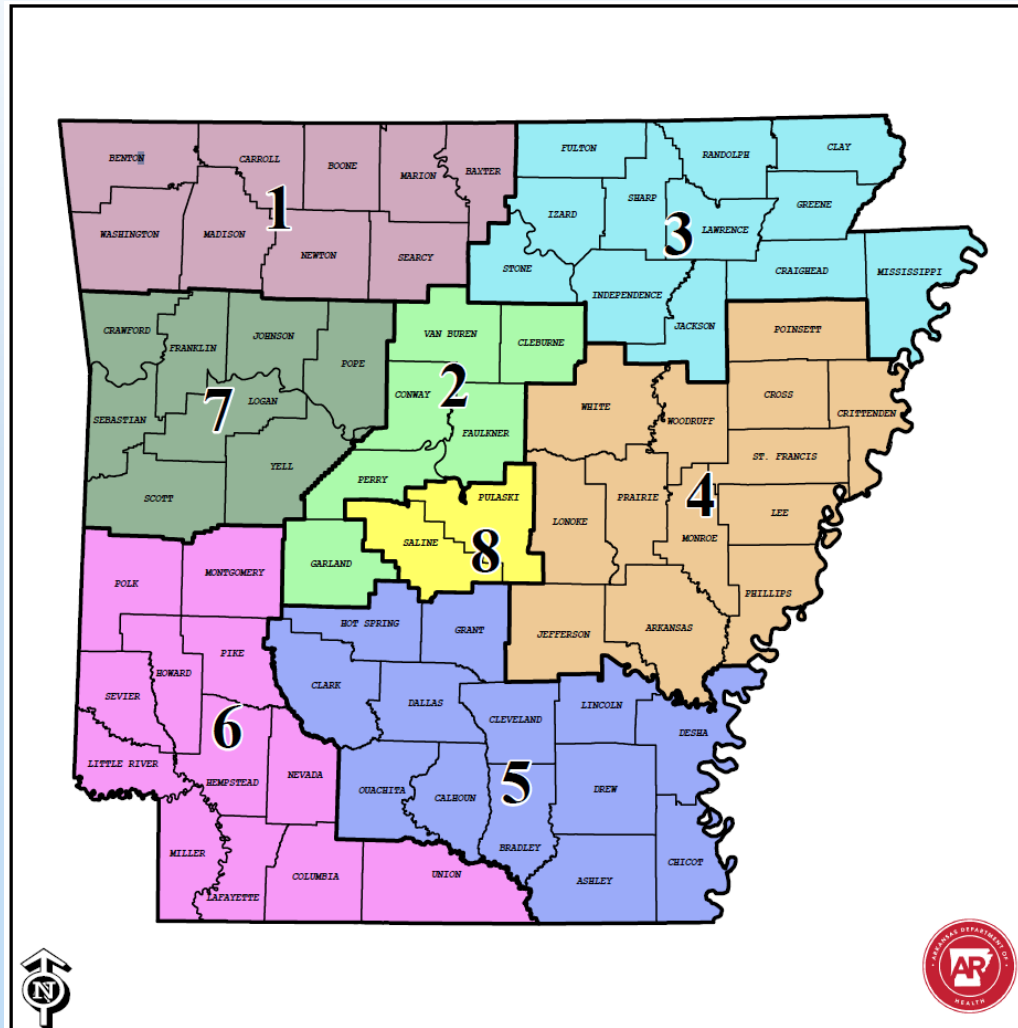 FULTON
RANDOLPH
CLAY
BENTON
CARROLL
BOONE
MARION
BAXTER
SHARP
GREENE
1
IZARD
3
LAWRENCE
WASHINGTON
MADISON
NEWTON
SEARCY
STONE
CRAIGHEAD
MISSISSIPPI
INDEPENDENCE
JACKSON
CRAWFORD
FRANKLIN
JOHNSON
POPE
VAN BUREN
CLEBURNE
POINSETT
2
CONWAY
7
LOGAN
SEBASTIAN
FAULKNER
WHITE
WOODRUFF
CROSS
CRITTENDEN
YELL
PERRY
ST. FRANCIS
SCOTT
PULASKI
LONOKE
PRAIRIE
4
LEE
SALINE
8
MONROE
POLK
MONTGOMERY
GARLAND
PHILLIPS
HOT SPRING
GRANT
JEFFERSON
ARKANSAS
PIKE
HOWARD
CLARK
SEVIER
DALLAS
CLEVELAND
LINCOLN
DESHA
6
LITTLE RIVER
HEMPSTEAD
NEVADA
OUACHITA
CALHOUN
5
DREW
BRADLEY
MILLER
LAFAYETTE
COLUMBIA
UNION
ASHLEY
CHICOT
N
ARKANSAS DEPARTMENT OF
AR
HEALTH